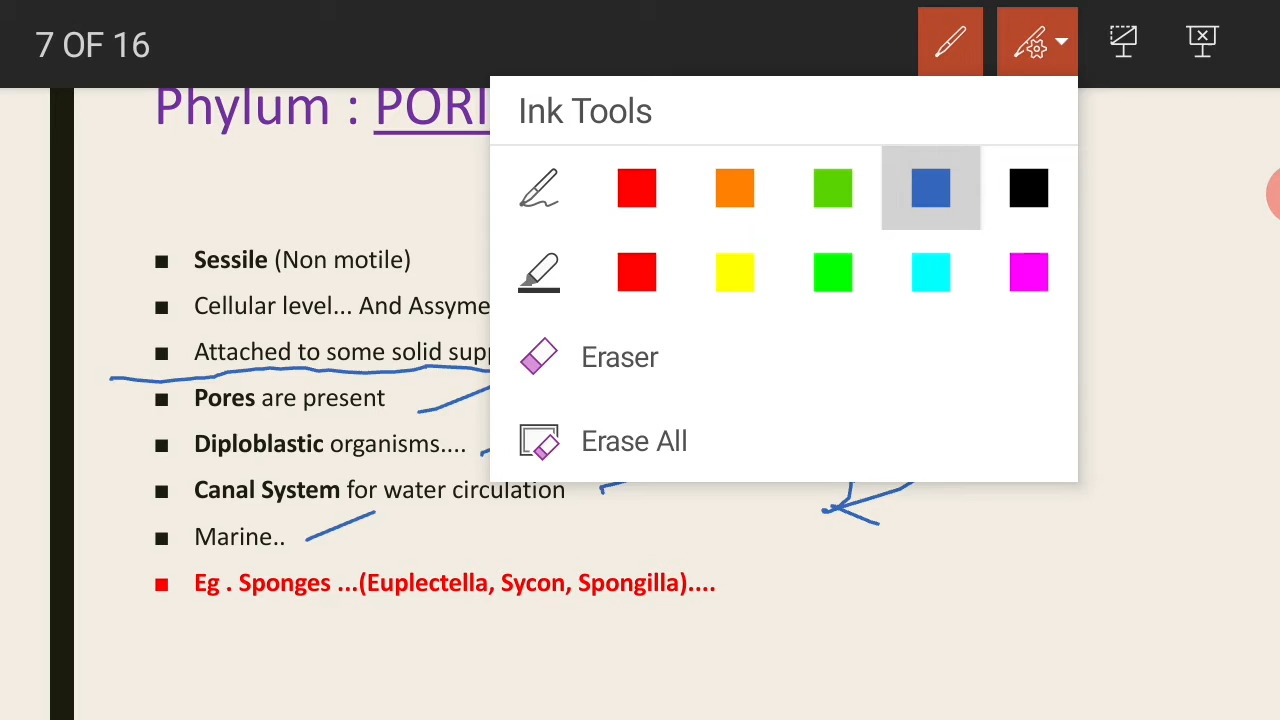 7 OF 16
Phylum : PORI
Ink Tools
Sessile (Non motile)
Cellular level... And Assyme
Attached to some solid supp
Eraser
Pores are present
Diploblastic organisms....
Erase All
Canal System for water circulation
Marine..
Eg . Sponges ...(Euplectella, Sycon, Spongilla)....